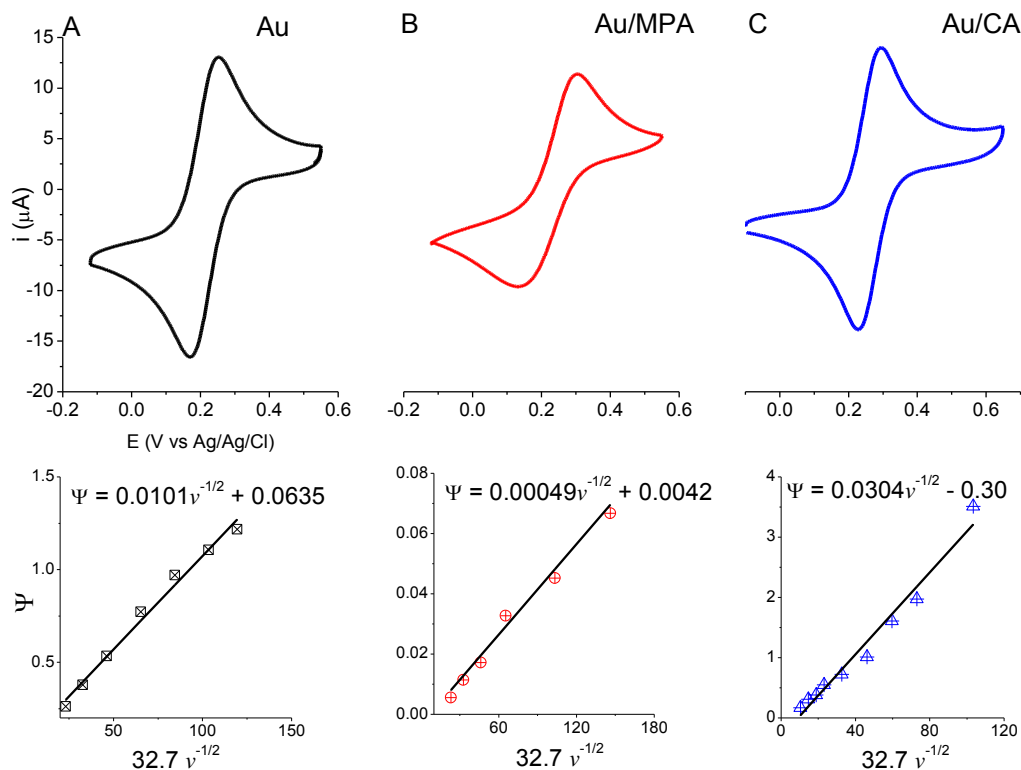 A
Au
B
Au/MPA
C
Au/CA
15
10
5
0
-5
-10
-15
-20
i (μA)
-0.2 0.0 0.2 0.4 0.6
-0.2 0.0 0.2 0.4 0.6
0.0 0.2 0.4 0.6
E (V vs Ag/Ag/Cl)
Ψ = 0.0101v^{-1/2} + 0.0635
1.5
1.0
0.5
Ψ
50 100 150
32.7 v^{-1/2}
Ψ = 0.00049v^{-1/2} + 0.0042
0.08
0.06
0.04
0.02
0.00
60 120 180
32.7 v^{-1/2}
Ψ = 0.0304v^{-1/2} - 0.30
4
3
2
1
0
0 40 80 120
32.7 v^{-1/2}